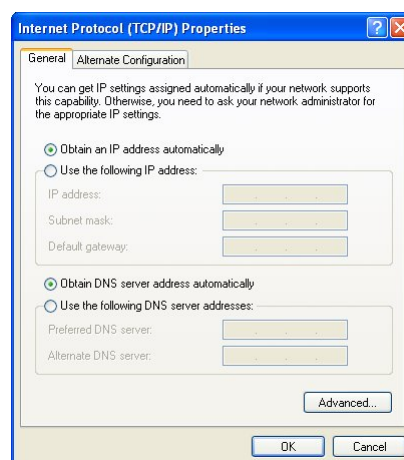 Internet Protocol (TCP/IP) Properties
General
Alternate Configuration
You can get IP settings assigned automatically if your network supports
this capability. Otherwise, you need to ask your network administrator for
the appropriate IP settings.
Obtain an IP address automatically
Use the following IP address:
IP address:
Subnet mask:
Default gateway:
Obtain DNS server address automatically
Use the following DNS server addresses:
Preferred DNS server:
Alternate DNS server:
Advanced...
OK
Cancel